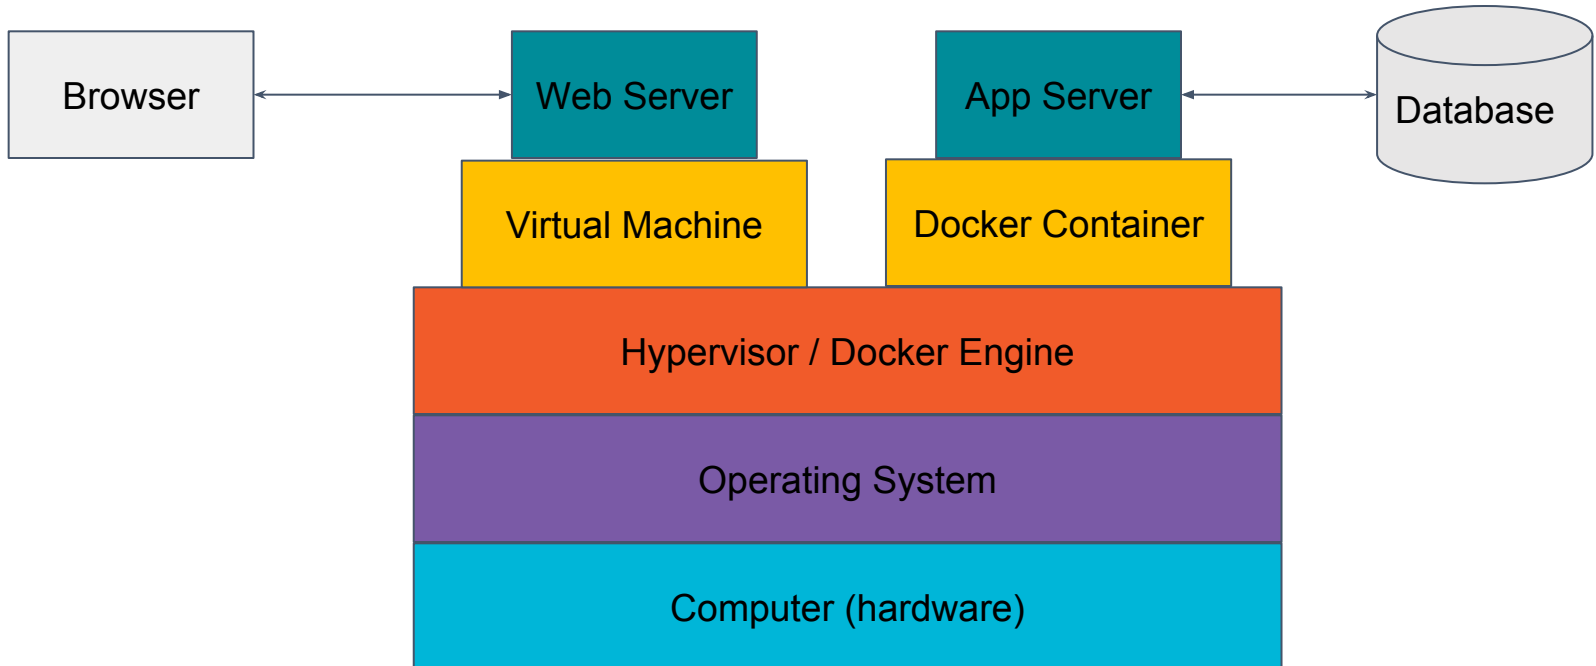 Browser
Web Server
App Server
Database
Virtual Machine
Docker Container
Hypervisor / Docker Engine
Operating System
Computer (hardware)